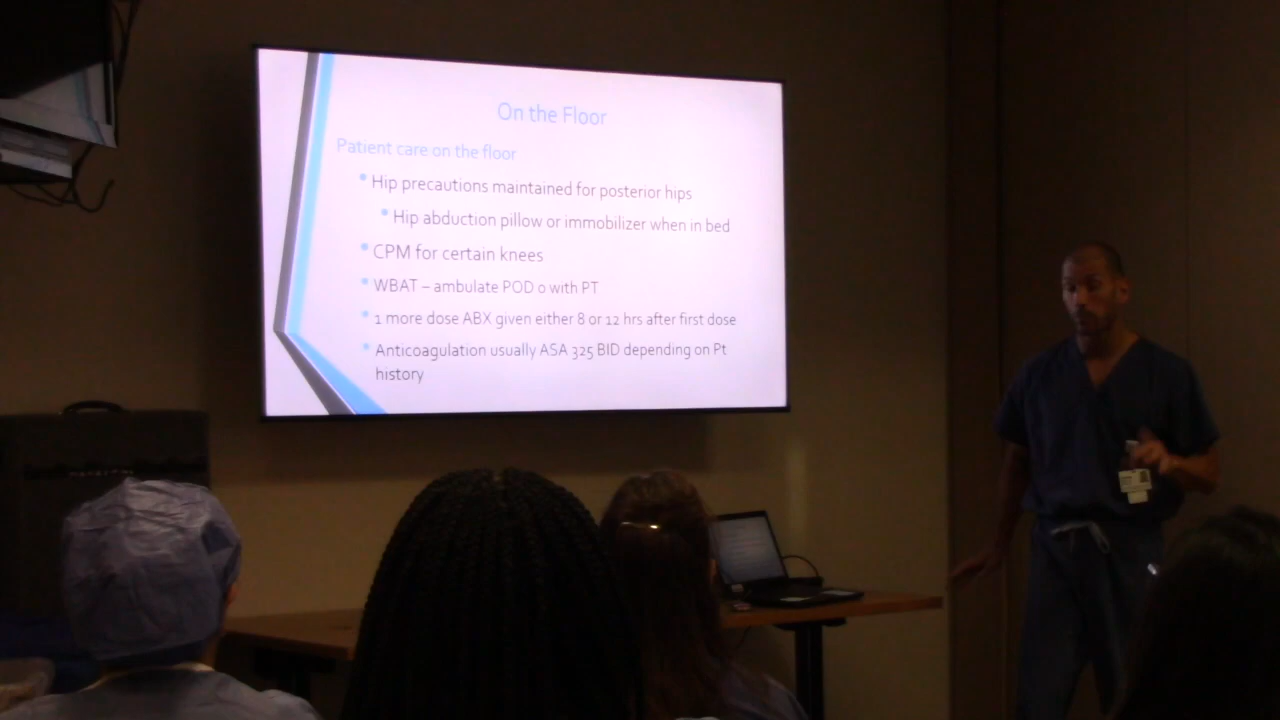 On the Floor
Patient care on the floor
Hip precautions maintained for posterior hips
Hip abduction pillow or immobilizer when in bed
CPM for certain knees
WBAT – ambulate POD 0 with PT
1 more dose ABX given either 8 or 12 hrs after first dose
Anticoagulation usually ASA 325 BID depending on Pt
history